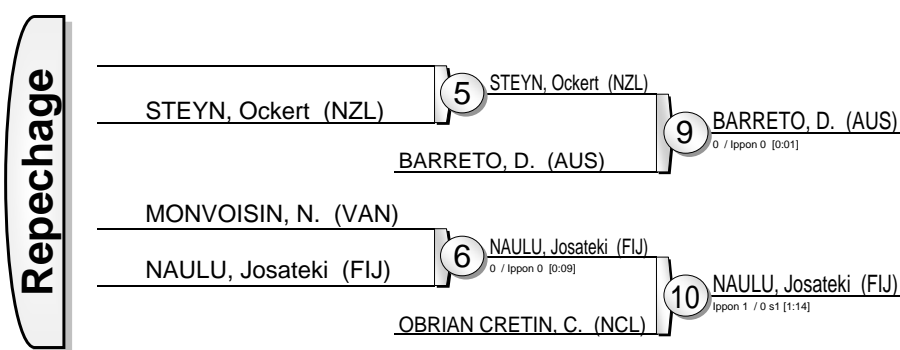 Repechage
STEYN, Ockert (NZL)
5
STEYN, Ockert (NZL)
BARRETO, D. (AUS)
9
BARRETO, D. (AUS)
0 / Ippon 0 [0:01]
MONVOISIN, N. (VAN)
NAULU, Josateki (FIJ)
6
NAULU, Josateki (FIJ)
0 / Ippon 0 [0:09]
OBRIAN CRETIN, C. (NCL)
10
NAULU, Josateki (FIJ)
Ippon 1 / 0 s1 [1:14]